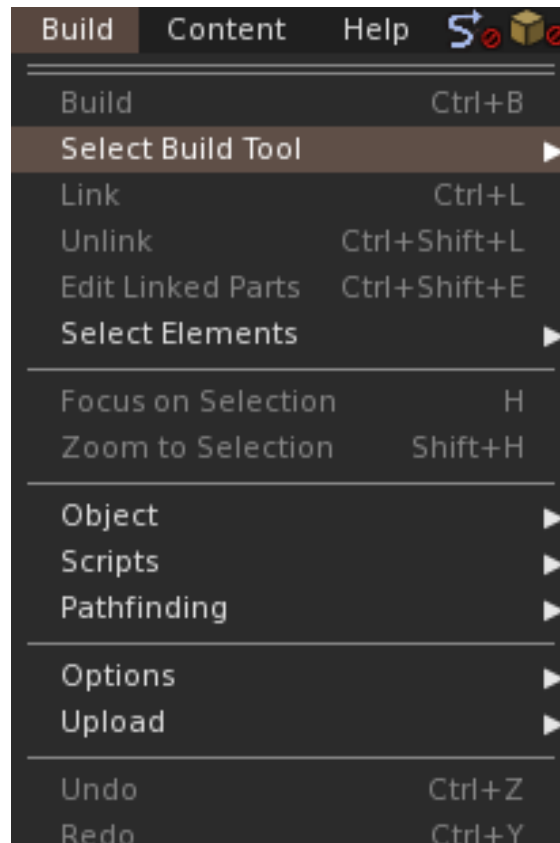 Build Content Help
Build Ctrl+B
Select Build Tool
Link Ctrl+L
Unlink Ctrl+Shift+L
Edit Linked Parts Ctrl+Shift+E
Select Elements
Focus on Selection H
Zoom to Selection Shift+H
Object
Scripts
Pathfinding
Options
Upload
Undo Ctrl+Z
Redo Ctrl+Y